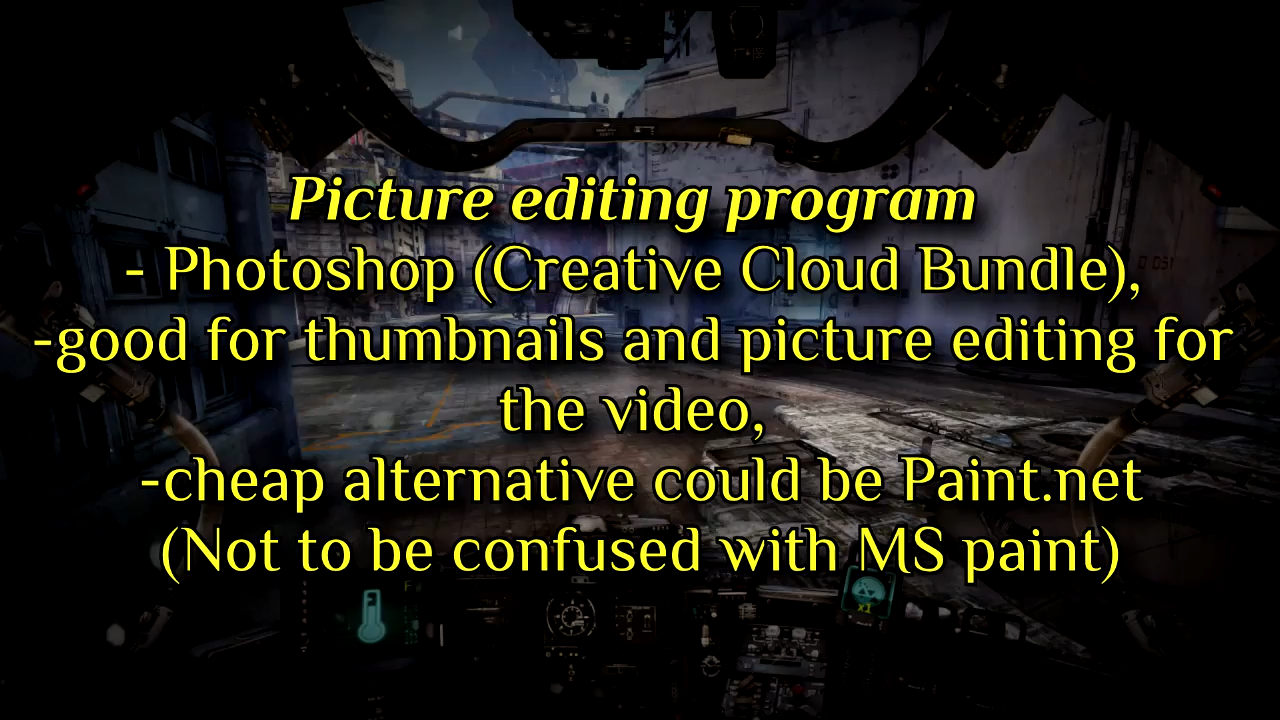 Picture editing program
- Photoshop (Creative Cloud Bundle),
-good for thumbnails and picture editing for
the video,
-cheap alternative could be Paint.net
(Not to be confused with MS paint)
x1